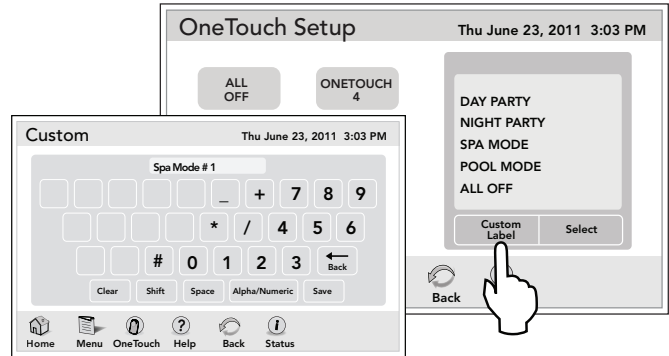 OneTouch Setup
Thu June 23, 2011 3:03 PM
ALL
OFF
ONETOUCH
4
DAY PARTY
NIGHT PARTY
SPA MODE
POOL MODE
ALL OFF
Custom
Label
Select
Back
Custom
Thu June 23, 2011 3:03 PM
Spa Mode # 1
_ + 7 8 9
* / 4 5 6
# 0 1 2 3 Back
Clear Shift Space Alpha/Numeric Save
Home Menu OneTouch Help Back Status